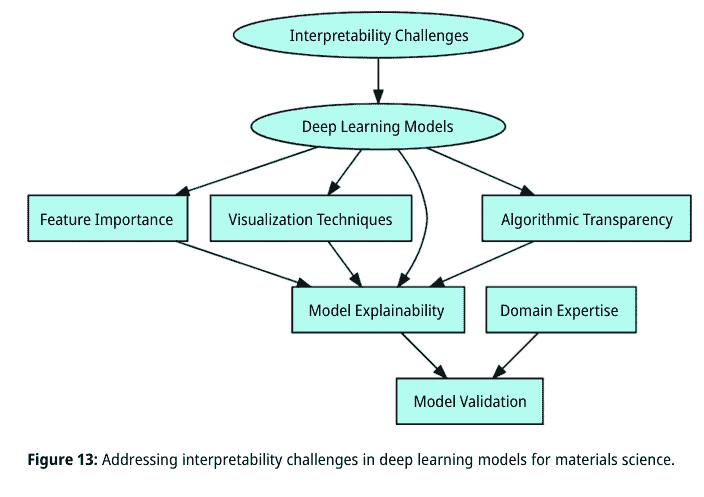 Interpretability Challenges
Deep Learning Models
Feature Importance
Visualization Techniques
Algorithmic Transparency
Model Explainability
Domain Expertise
Model Validation
Figure 13: Addressing interpretability challenges in deep learning models for materials science.